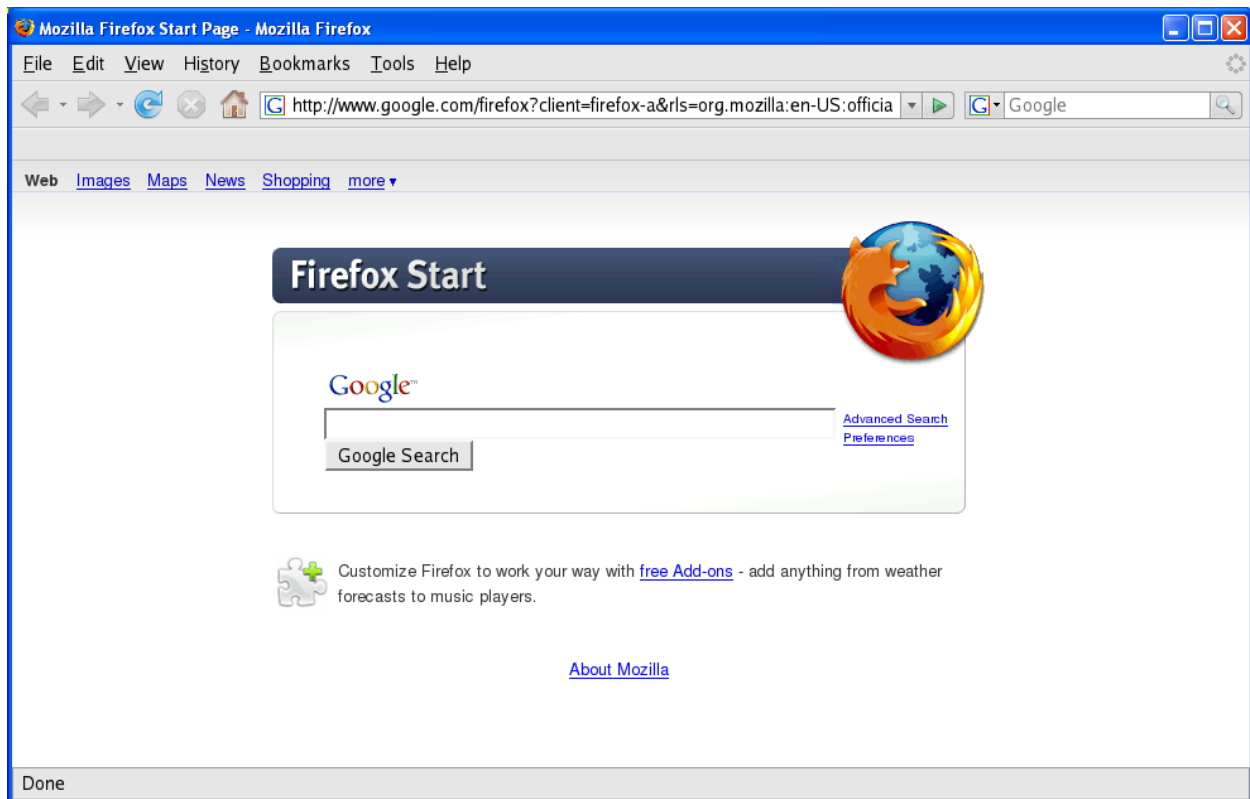 Mozilla Firefox Start Page - Mozilla Firefox
File Edit View History Bookmarks Tools Help
G http://www.google.com/firefox?client=firefox-a&rls=org.mozilla:en-US:officia G Google
Web Images Maps News Shopping more ▾
Firefox Start
Google™
Advanced Search
Preferences
Google Search
Customize Firefox to work your way with free Add-ons - add anything from weather
forecasts to music players.
About Mozilla
Done